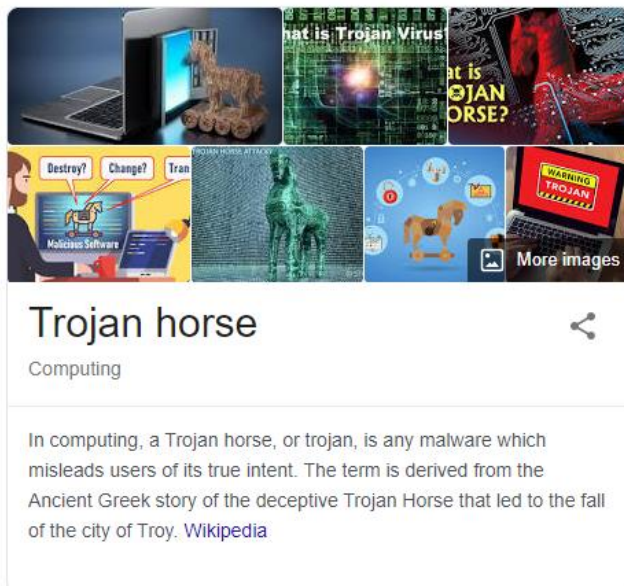 hat is Trojan Virus?
at is
OJAN
ORSE?
Destroy?
Change?
Tran
Malicious Software
TROJAN HORSE ATTACK
WARNING
TROJAN
More images
Trojan horse
Computing
In computing, a Trojan horse, or trojan, is any malware which
misleads users of its true intent. The term is derived from the
Ancient Greek story of the deceptive Trojan Horse that led to the fall
of the city of Troy. Wikipedia